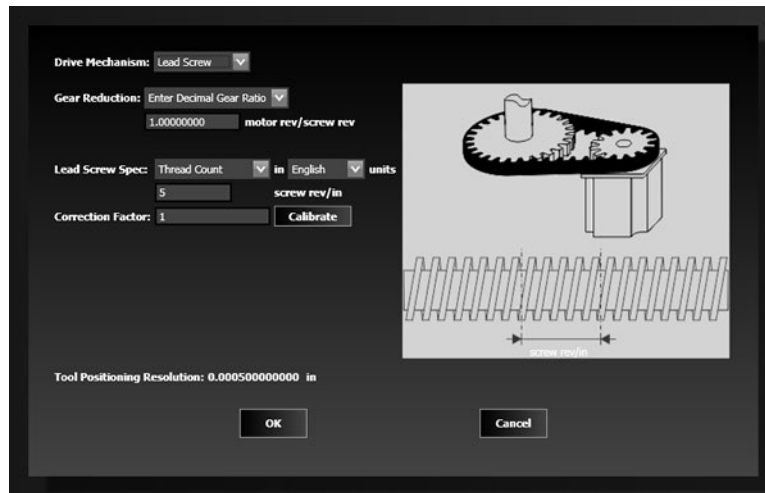 Drive Mechanism: Lead Screw
Gear Reduction: Enter Decimal Gear Ratio
1.00000000 motor rev/screw rev
Lead Screw Spec: Thread Count in English units
5 screw rev/in
Correction Factor: 1 Calibrate
screw rev/in
Tool Positioning Resolution: 0.000500000000 in
OK Cancel